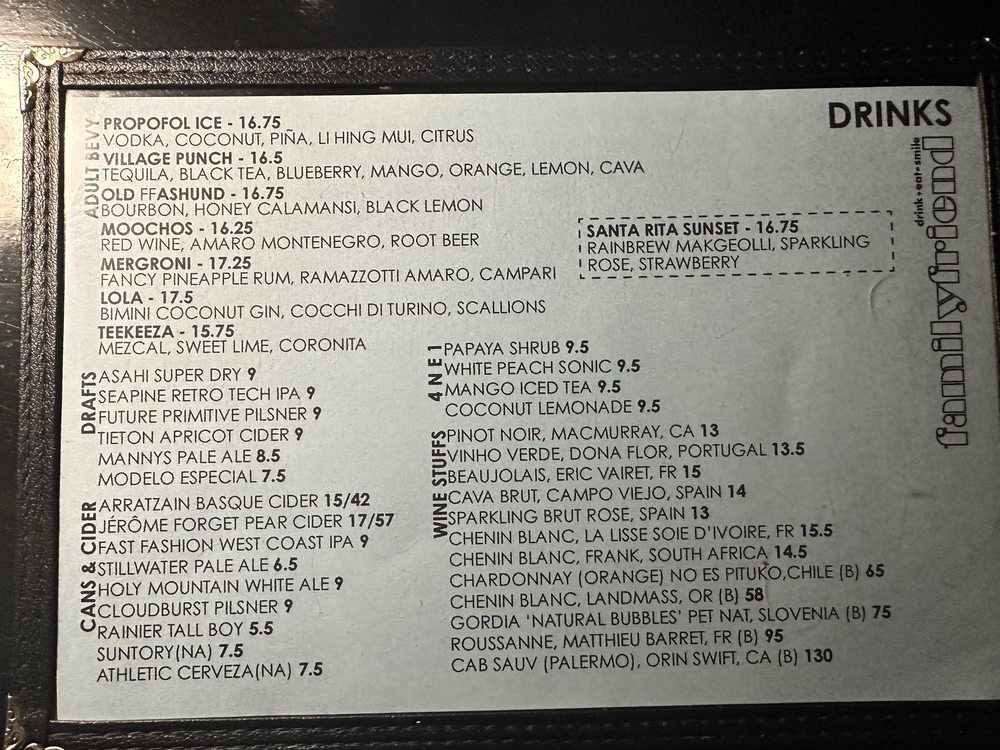 DRINKS
drink • eat • smile
familyfriend
ADULT BEVY
PROPOFOL ICE - 16.75
VODKA, COCONUT, PIÑA, LI HING MUI, CITRUS
VILLAGE PUNCH - 16.5
TEQUILA, BLACK TEA, BLUEBERRY, MANGO, ORANGE, LEMON, CAVA
OLD FFASHUND - 16.75
BOURBON, HONEY CALAMANSI, BLACK LEMON
MOOCHOS - 16.25
RED WINE, AMARO MONTENEGRO, ROOT BEER
MERGRONI - 17.25
FANCY PINEAPPLE RUM, RAMAZZOTTI AMARO, CAMPARI
LOLA - 17.5
BIMINI COCONUT GIN, COCCHI DI TURINO, SCALLIONS
TEEKEEZA - 15.75
MEZCAL, SWEET LIME, CORONITA
SANTA RITA SUNSET - 16.75
RAINBREW MAKGEOLLI, SPARKLING
ROSE, STRAWBERRY
DRAFTS
ASAHI SUPER DRY 9
SEAPINE RETRO TECH IPA 9
FUTURE PRIMITIVE PILSNER 9
TIETON APRICOT CIDER 9
MANNYS PALE ALE 8.5
MODELO ESPECIAL 7.5
CANS & CIDER
ARRATZAIN BASQUE CIDER 15/42
JÉRÔME FORGET PEAR CIDER 17/57
FAST FASHION WEST COAST IPA 9
STILLWATER PALE ALE 6.5
HOLY MOUNTAIN WHITE ALE 9
CLOUDBURST PILSNER 9
RAINIER TALL BOY 5.5
SUNTORY(NA) 7.5
ATHLETIC CERVEZA(NA) 7.5
4 N E 1
PAPAYA SHRUB 9.5
WHITE PEACH SONIC 9.5
MANGO ICED TEA 9.5
COCONUT LEMONADE 9.5
WINE STUFFS
PINOT NOIR, MACMURRAY, CA 13
VINHO VERDE, DONA FLOR, PORTUGAL 13.5
BEAUJOLAIS, ERIC VAIRET, FR 15
CAVA BRUT, CAMPO VIEJO, SPAIN 14
SPARKLING BRUT ROSE, SPAIN 13
CHENIN BLANC, LA LISSE SOIE D'IVOIRE, FR 15.5
CHENIN BLANC, FRANK, SOUTH AFRICA 14.5
CHARDONNAY (ORANGE) NO ES PITUKO,CHILE (B) 65
CHENIN BLANC, LANDMASS, OR (B) 58
GORDIA 'NATURAL BUBBLES' PET NAT, SLOVENIA (B) 75
ROUSSANNE, MATTHIEU BARRET, FR (B) 95
CAB SAUV (PALERMO), ORIN SWIFT, CA (B) 130